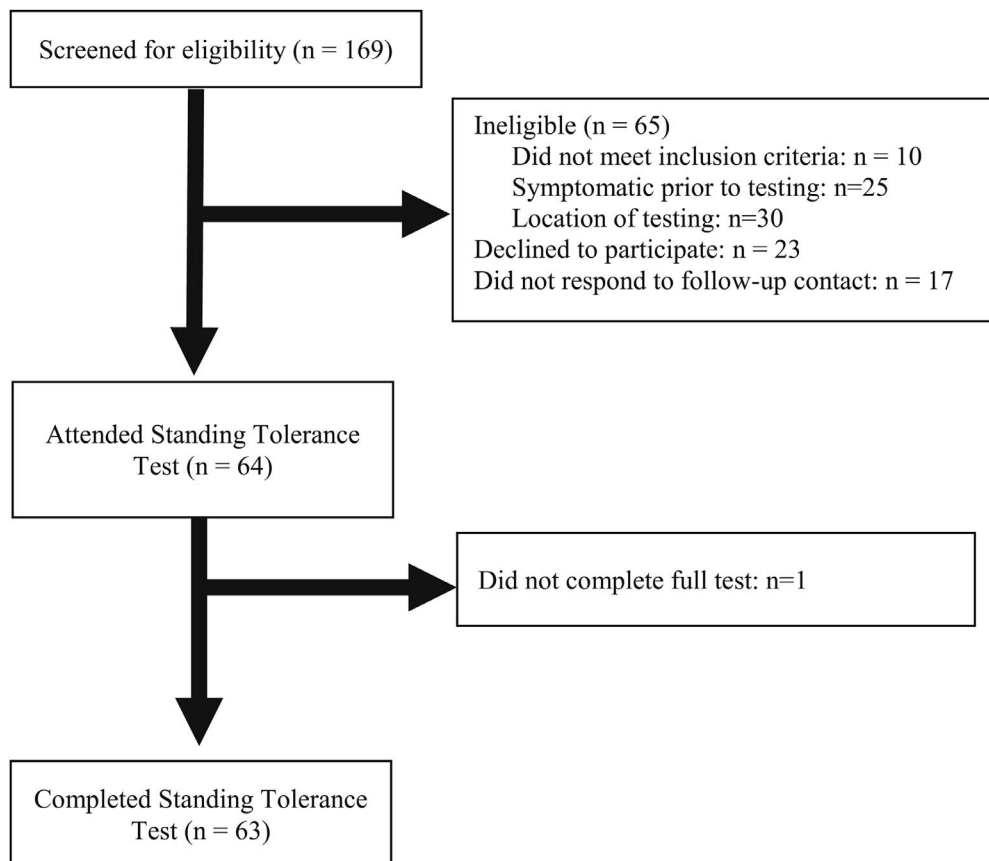 Screened for eligibility (n = 169)
Ineligible (n = 65)
Did not meet inclusion criteria: n = 10
Symptomatic prior to testing: n=25
Location of testing: n=30
Declined to participate: n = 23
Did not respond to follow-up contact: n = 17
Attended Standing Tolerance
Test (n = 64)
Did not complete full test: n=1
Completed Standing Tolerance
Test (n = 63)